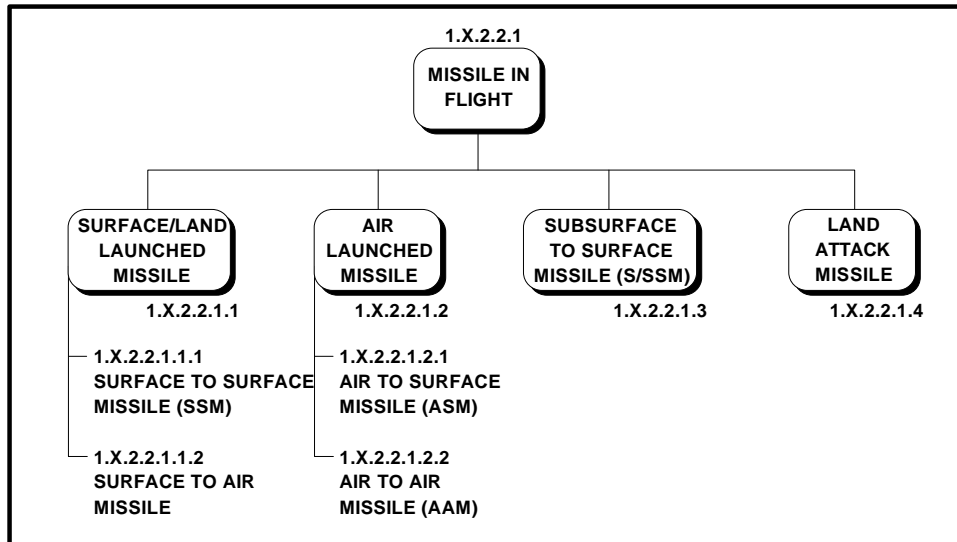 1.X.2.2.1
MISSILE IN
FLIGHT
SURFACE/LAND
LAUNCHED
MISSILE
1.X.2.2.1.1
1.X.2.2.1.1.1
SURFACE TO SURFACE
MISSILE (SSM)
1.X.2.2.1.1.2
SURFACE TO AIR
MISSILE
AIR
LAUNCHED
MISSILE
1.X.2.2.1.2
1.X.2.2.1.2.1
AIR TO SURFACE
MISSILE (ASM)
1.X.2.2.1.2.2
AIR TO AIR
MISSILE (AAM)
SUBSURFACE
TO SURFACE
MISSILE (S/SSM)
1.X.2.2.1.3
LAND
ATTACK
MISSILE
1.X.2.2.1.4